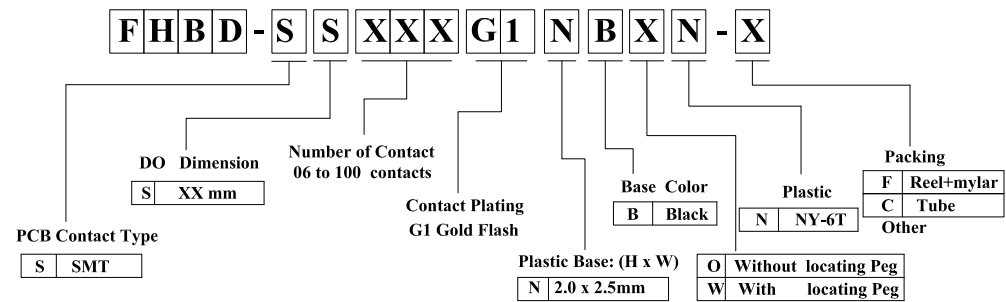 FHBD-SSXXXG1NBXN-X
DO Dimension
S XX mm
Number of Contact
06 to 100 contacts
Contact Plating
G1 Gold Flash
Base Color
B Black
Plastic
N NY-6T
Packing
F Reel+mylar
C Tube
Other
PCB Contact Type
S SMT
Plastic Base: (H x W)
N 2.0 x 2.5mm
O Without locating Peg
W With locating Peg